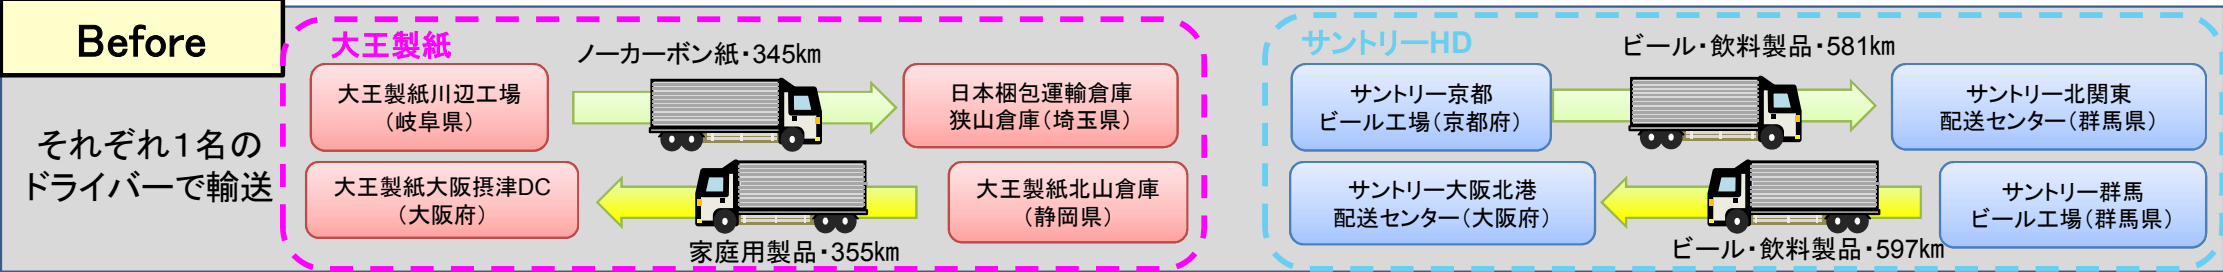 Before
それぞれ１名の
ドライバーで輸送
大王製紙
ノーカーボン紙・345km
大王製紙川辺工場
（岐阜県）
日本梱包運輸倉庫
狭山倉庫（埼玉県）
大王製紙大阪摂津DC
（大阪府）
大王製紙北山倉庫
（静岡県）
家庭用製品・355km
サントリーHD
ビール・飲料製品・581km
サントリー京都
ビール工場（京都府）
サントリー北関東
配送センター（群馬県）
サントリー大阪北港
配送センター（大阪府）
サントリー群馬
ビール工場（群馬県）
ビール・飲料製品・597km